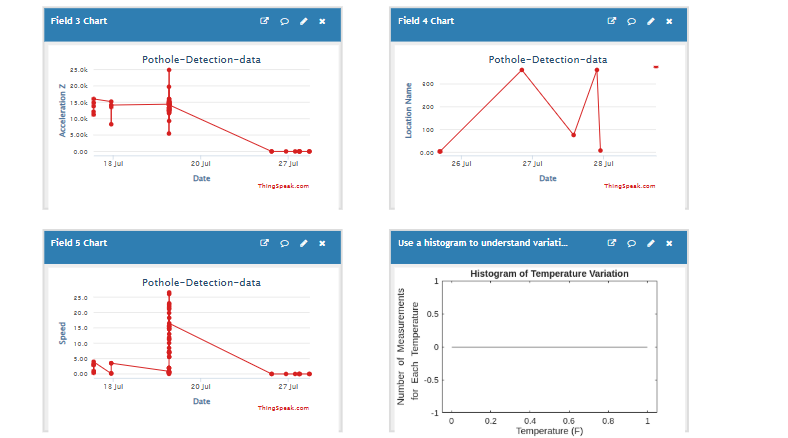 Field 3 Chart
Pothole-Detection-data
Acceleration Z
25.0k
20.0k
15.0k
10.0k
5.00k
0.00
18 Jul
20 Jul
27 Jul
Date
ThingSpeak.com
Field 4 Chart
Pothole-Detection-data
Location Name
300
200
100
0.00
26 Jul
27 Jul
28 Jul
Date
ThingSpeak.com
Field 5 Chart
Pothole-Detection-data
Speed
25.0
20.0
15.0
10.0
5.00
0.00
18 Jul
20 Jul
27 Jul
Date
ThingSpeak.com
Use a histogram to understand variati...
Histogram of Temperature Variation
Number of Measurements
for Each Temperature
1
0.5
0
-0.5
-1
0
0.2
0.4
0.6
0.8
1
Temperature (F)